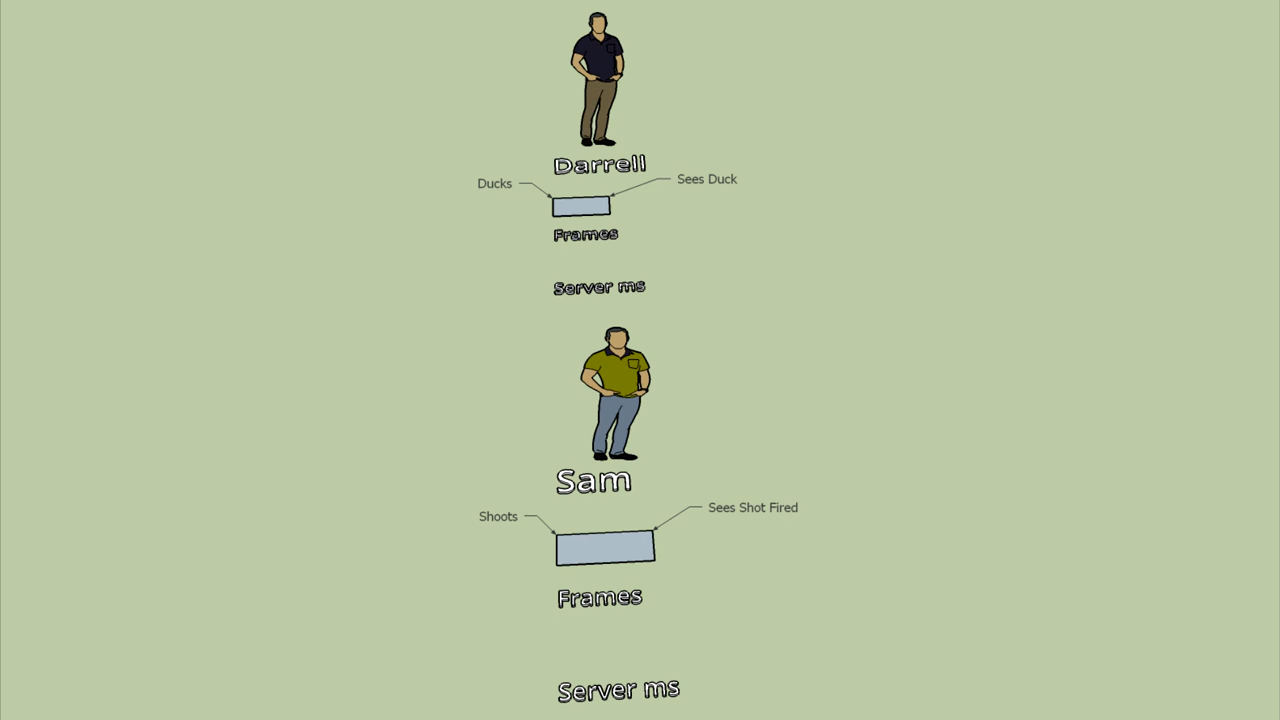 Darrell
Ducks
Sees Duck
Frames
Server ms
Sam
Shoots
Sees Shot Fired
Frames
Server ms